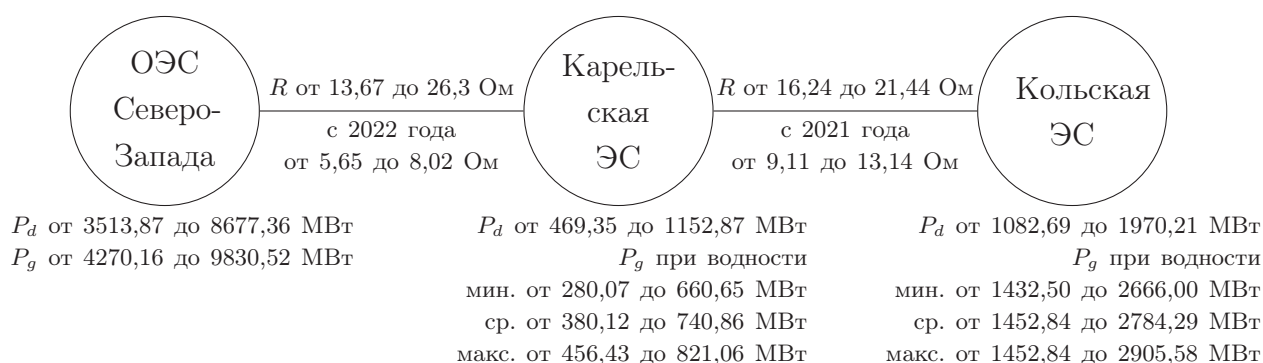 ОЭС
Северо-
Запада
R от 13,67 до 26,3 Ом
с 2022 года
от 5,65 до 8,02 Ом
Карель-
ская
ЭС
R от 16,24 до 21,44 Ом
с 2021 года
от 9,11 до 13,14 Ом
Кольская
ЭС
P_d от 3513,87 до 8677,36 МВт
P_g от 4270,16 до 9830,52 МВт
P_d от 469,35 до 1152,87 МВт
P_g при водности
мин. от 280,07 до 660,65 МВт
ср. от 380,12 до 740,86 МВт
макс. от 456,43 до 821,06 МВт
P_d от 1082,69 до 1970,21 МВт
P_g при водности
мин. от 1432,50 до 2666,00 МВт
ср. от 1452,84 до 2784,29 МВт
макс. от 1452,84 до 2905,58 МВт